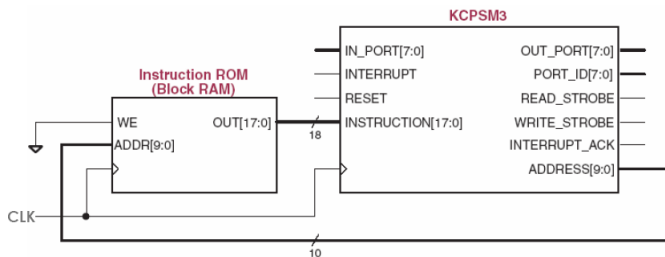 KCPSM3
IN_PORT[7:0]
OUT_PORT[7:0]
INTERRUPT
PORT_ID[7:0]
Instruction ROM
(Block RAM)
RESET
READ_STROBE
WE
OUT[17:0]
18
INSTRUCTION[17:0]
WRITE_STROBE
ADDR[9:0]
INTERRUPT_ACK
ADDRESS[9:0]
CLK
10